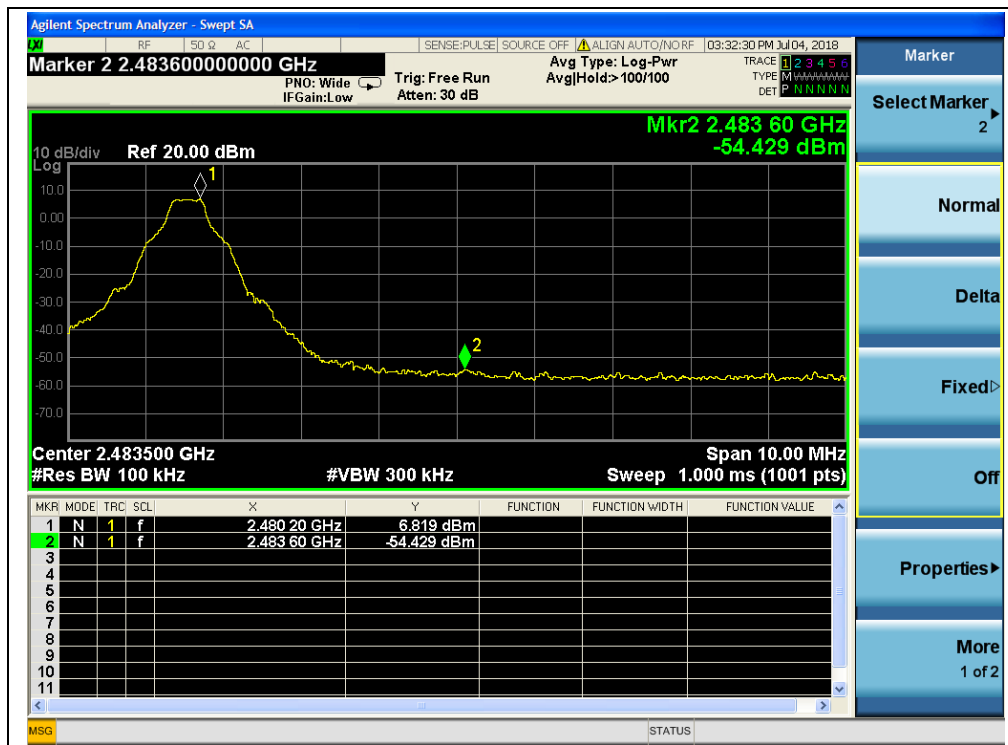 Agilent Spectrum Analyzer - Swept SA
LXI RF 50 Ω AC SENSE:PULSE SOURCE OFF ALIGN AUTO/NO RF 03:32:30 PM Jul 04, 2018
Marker 2 2.483600000000 GHz
PNO: Wide
IFGain:Low
Trig: Free Run
Atten: 30 dB
Avg Type: Log-Pwr
Avg|Hold:>100/100
TRACE 1 2 3 4 5 6
TYPE M W W W W W
DET P N N N N N
Mkr2 2.483 60 GHz
-54.429 dBm
10 dB/div Ref 20.00 dBm
Log
10.0
0.00
-10.0
-20.0
-30.0
-40.0
-50.0
-60.0
-70.0
1
2
Center 2.483500 GHz Span 10.00 MHz
#Res BW 100 kHz #VBW 300 kHz Sweep 1.000 ms (1001 pts)
MKR MODE TRC SCL X Y FUNCTION FUNCTION WIDTH FUNCTION VALUE
1 N 1 f 2.480 20 GHz 6.819 dBm
2 N 1 f 2.483 60 GHz -54.429 dBm
3
4
5
6
7
8
9
10
11
MSG STATUS
Marker
Select Marker
2
Normal
Delta
Fixed
Off
Properties
More
1 of 2